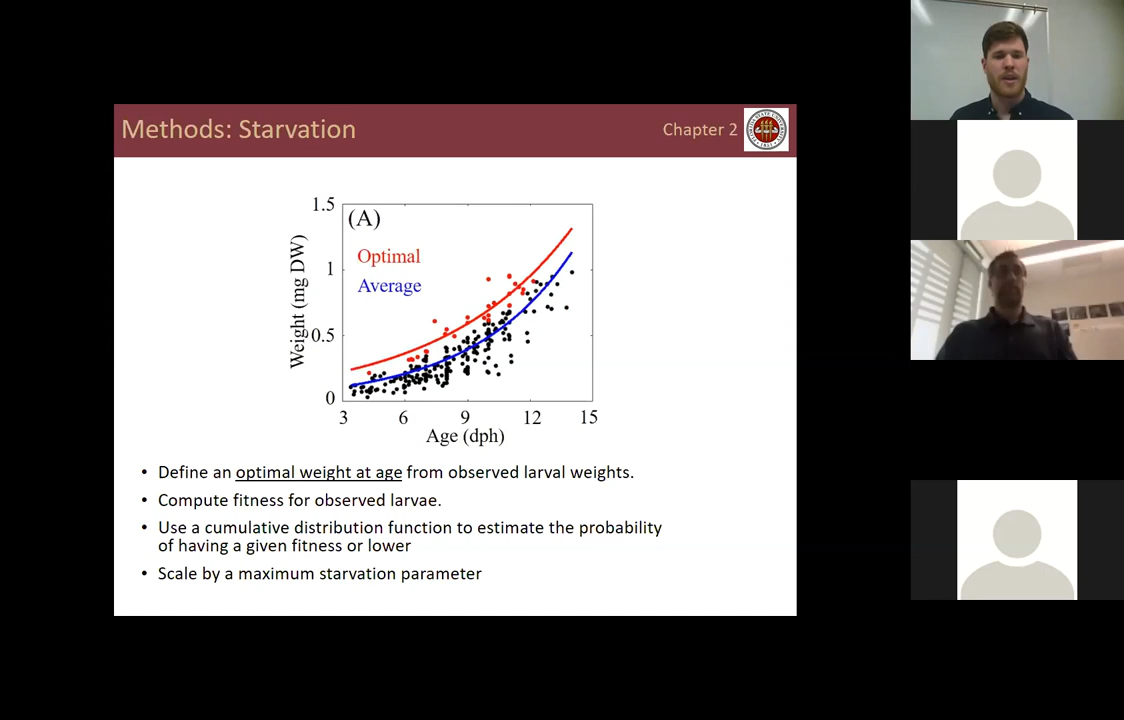 Methods: Starvation
Chapter 2
1.5
(A)
Optimal
1
Average
Weight (mg DW)
0.5
0
3 6 9 12 15
Age (dph)
• Define an optimal weight at age from observed larval weights.
• Compute fitness for observed larvae.
• Use a cumulative distribution function to estimate the probability
of having a given fitness or lower
• Scale by a maximum starvation parameter